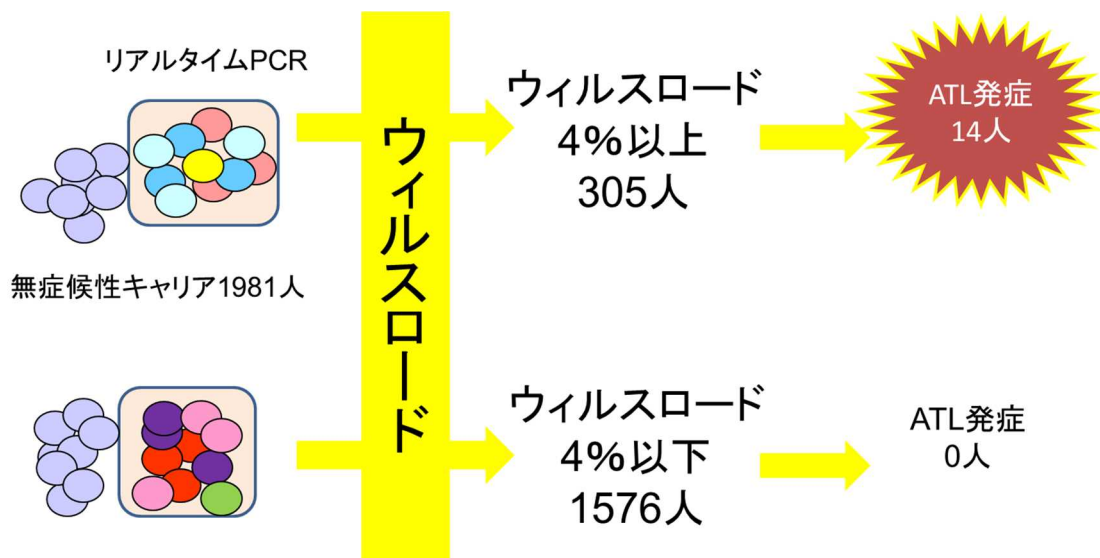 リアルタイムPCR
無症候性キャリア1981人
ウィルスロード
ウィルスロード
4%以上
305人
ATL発症
14人
ウィルスロード
4%以下
1576人
ATL発症
0人